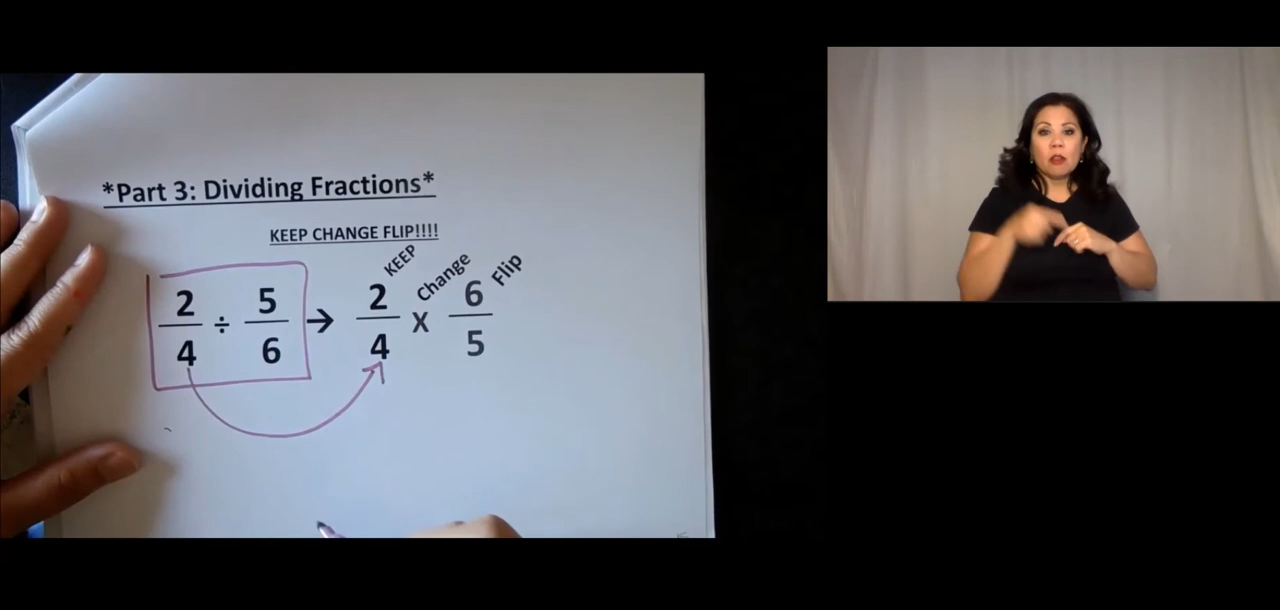 *Part 3: Dividing Fractions*
KEEP CHANGE FLIP!!!!
KEEP Change Flip
2/4 ÷ 5/6 → 2/4 X 6/5